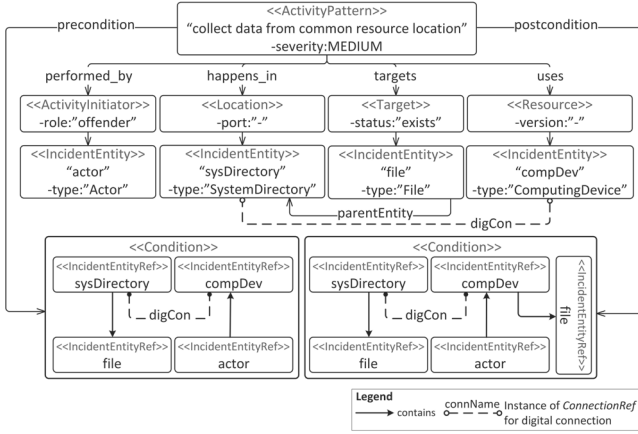 <<ActivityPattern>>
precondition
"collect data from common resource location"
postcondition
-severity:MEDIUM
performed_by
happens_in
targets
uses
<<ActivityInitiator>>
-role:"offender"
<<Location>>
-port:"-"
<<Target>>
-status:"exists"
<<Resource>>
-version:"-"
<<IncidentEntity>>
"actor"
-type:"Actor"
<<IncidentEntity>>
"sysDirectory"
-type:"SystemDirectory"
<<IncidentEntity>>
"file"
-type:"File"
<<IncidentEntity>>
"compDev"
-type:"ComputingDevice"
parentEntity
digCon
<<Condition>>
<<IncidentEntityRef>>
sysDirectory
<<IncidentEntityRef>>
compDev
digCon
<<IncidentEntityRef>>
file
<<IncidentEntityRef>>
actor
<<Condition>>
<<IncidentEntityRef>>
sysDirectory
<<IncidentEntityRef>>
compDev
digCon
<<IncidentEntityRef>>
file
<<IncidentEntityRef>>
actor
<<IncidentEntityRef>>
file
Legend
contains
connName
Instance of ConnectionRef
for digital connection